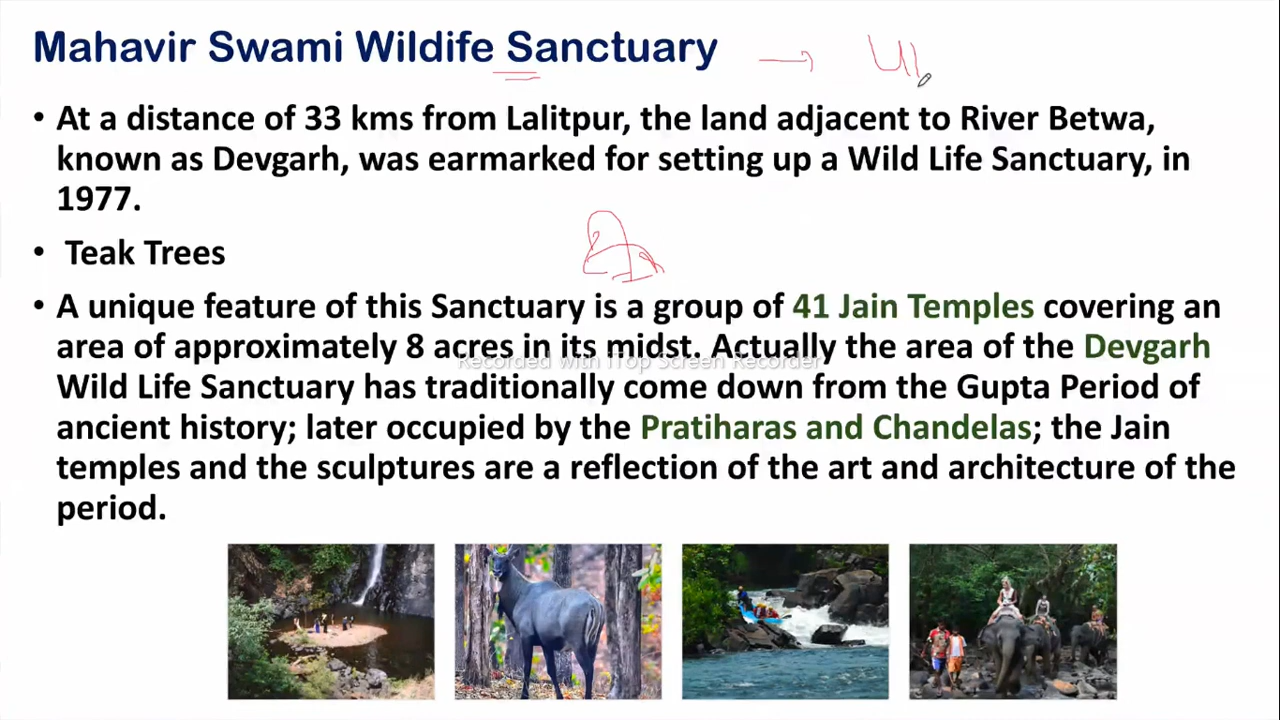 Mahavir Swami Wildife Sanctuary
• At a distance of 33 kms from Lalitpur, the land adjacent to River Betwa,
known as Devgarh, was earmarked for setting up a Wild Life Sanctuary, in
1977.
• Teak Trees
• A unique feature of this Sanctuary is a group of 41 Jain Temples covering an
area of approximately 8 acres in its midst. Actually the area of the Devgarh
Recorded with iTop Screen Recorder
Wild Life Sanctuary has traditionally come down from the Gupta Period of
ancient history; later occupied by the Pratiharas and Chandelas; the Jain
temples and the sculptures are a reflection of the art and architecture of the
period.